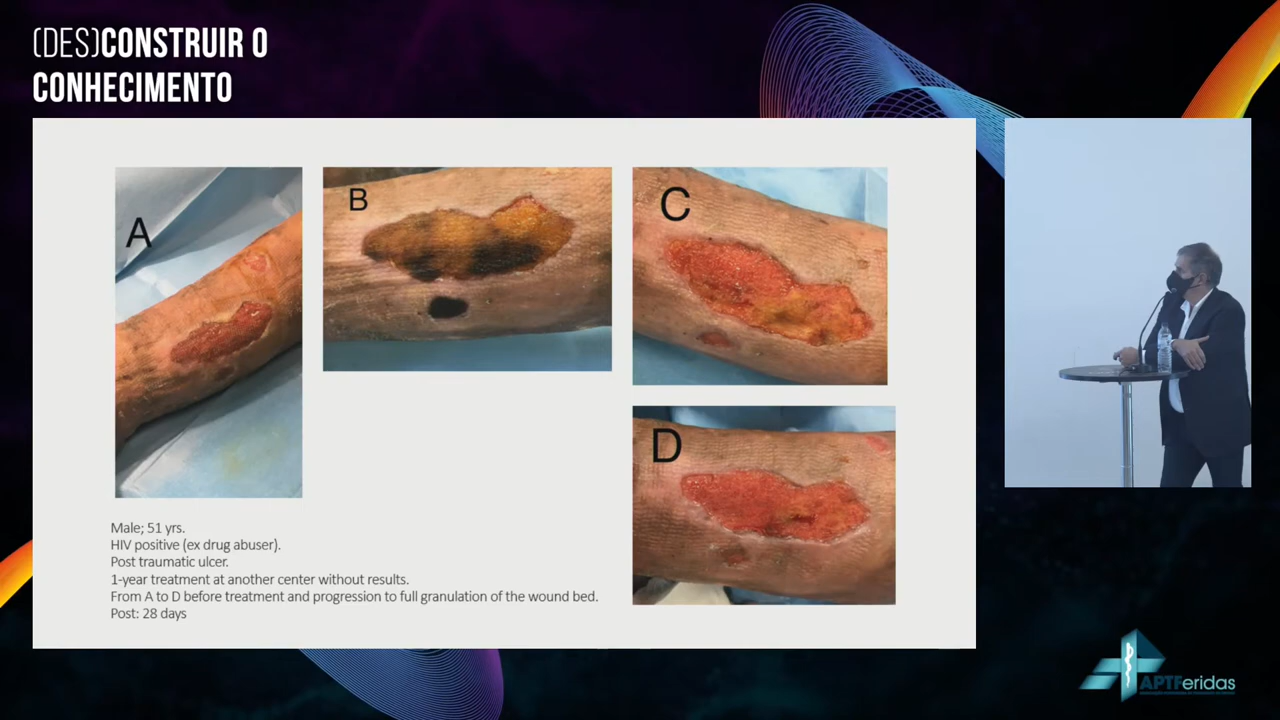 (DES)CONSTRUIR O
CONHECIMENTO
A
B
C
D
Male; 51 yrs.
HIV positive (ex drug abuser).
Post traumatic ulcer.
1-year treatment at another center without results.
From A to D before treatment and progression to full granulation of the wound bed.
Post: 28 days
APTFeridas